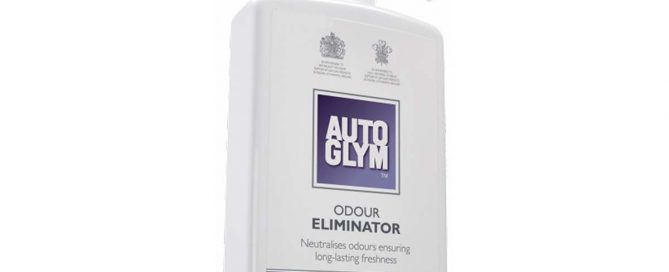 AUTO
GLYM
TM
ODOUR
ELIMINATOR
Neutralises odours ensuring
long-lasting freshness